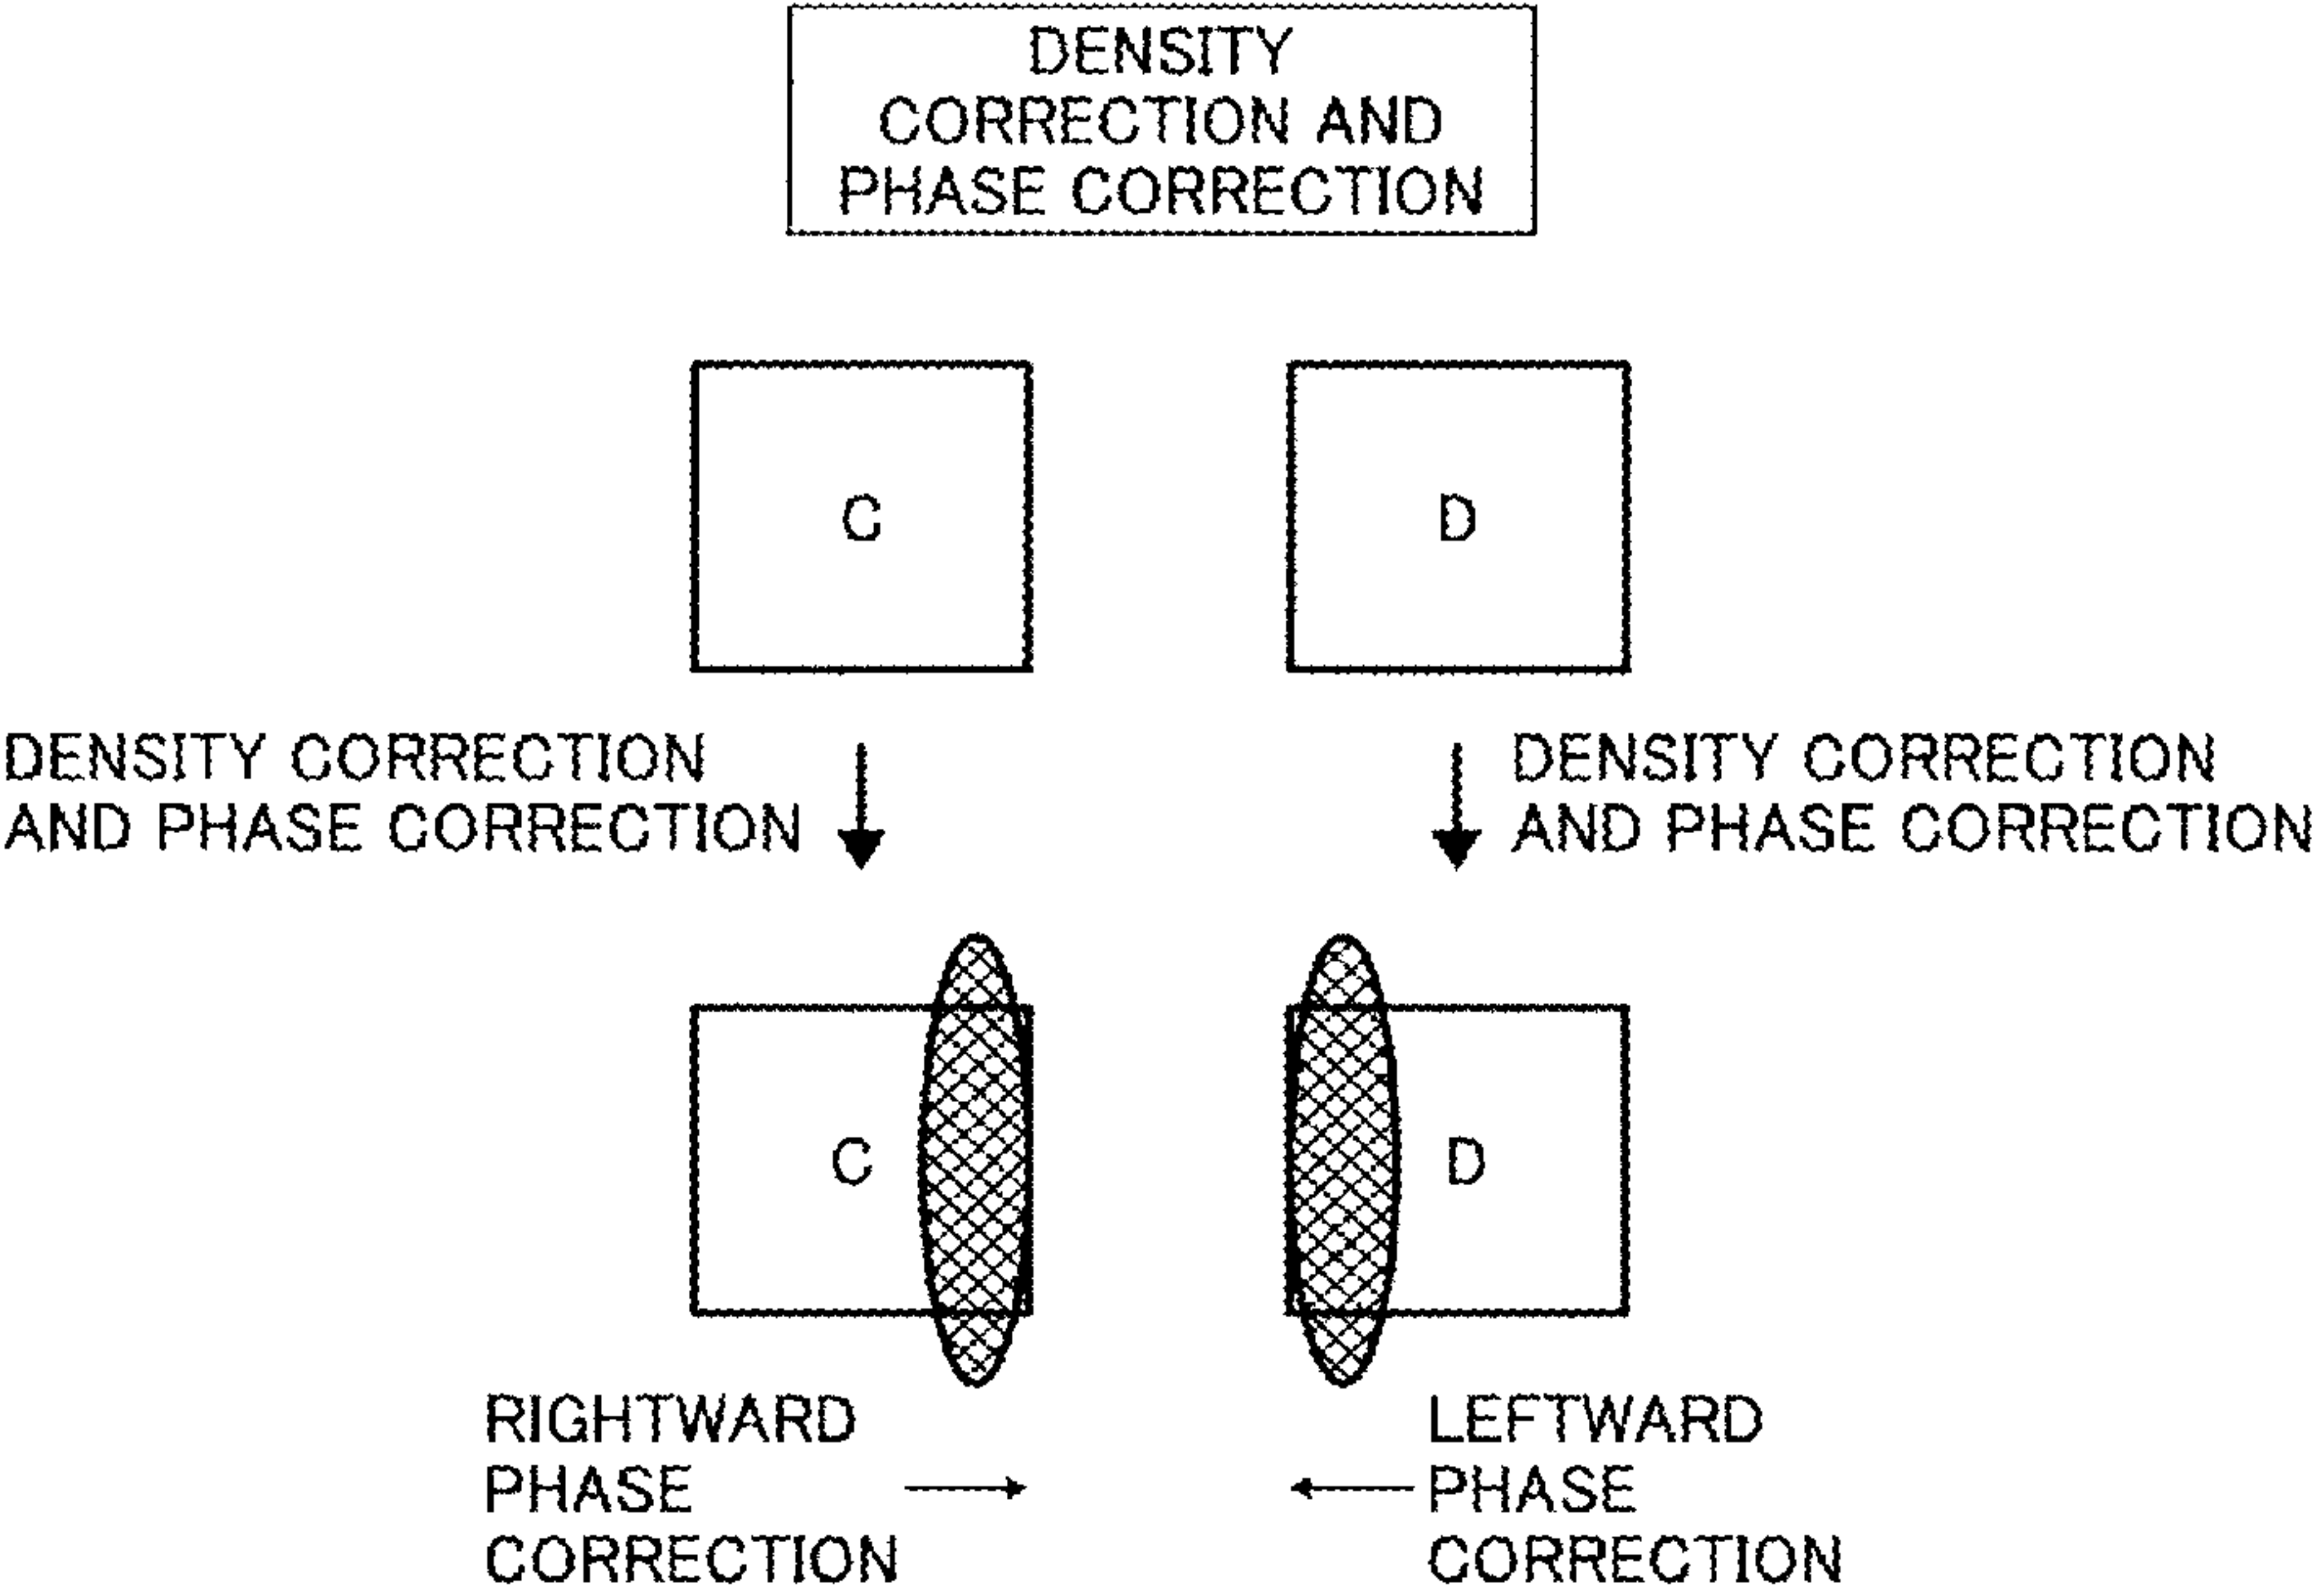 DENSITY
CORRECTION AND
PHASE CORRECTION
C
D
DENSITY CORRECTION
AND PHASE CORRECTION
DENSITY CORRECTION
AND PHASE CORRECTION
C
D
RIGHTWARD
PHASE
CORRECTION
LEFTWARD
PHASE
CORRECTION